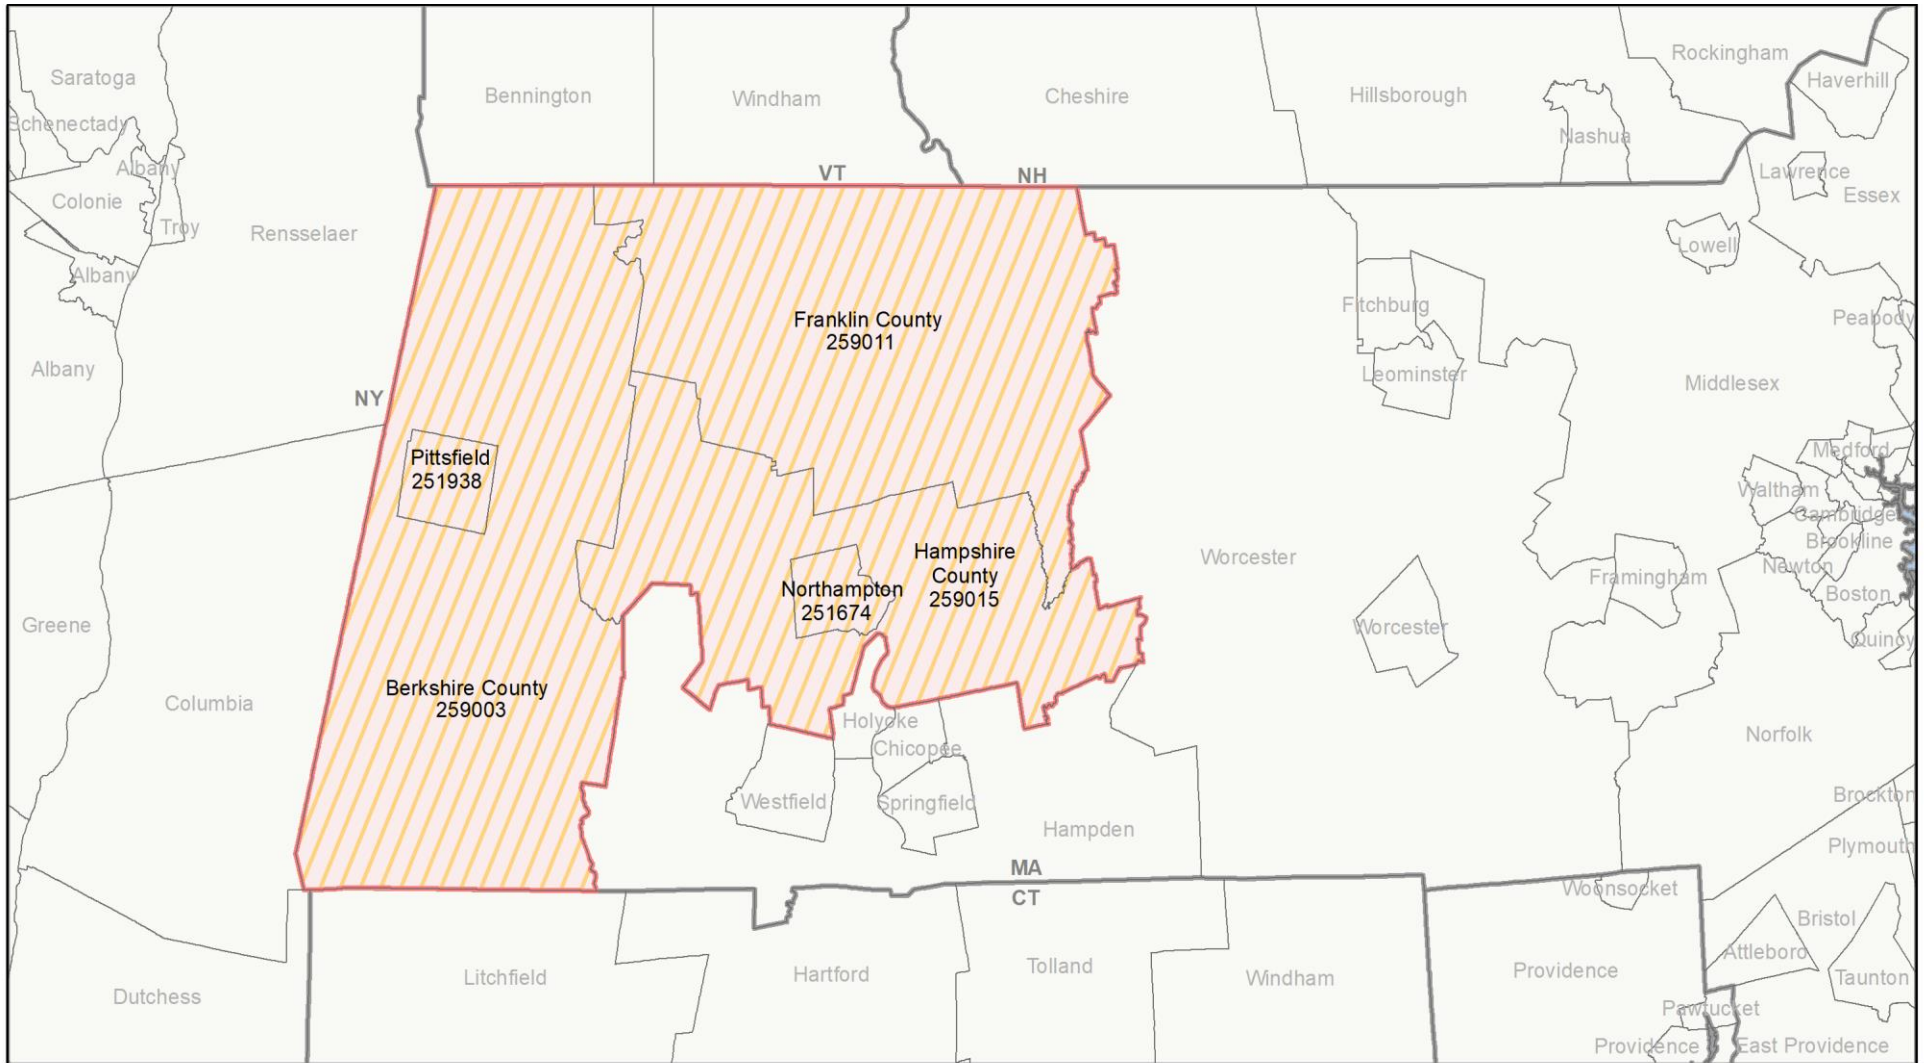 Saratoga
Bennington
Windham
Cheshire
Hillsborough
Rockingham
Haverhill
Schenectady
Nashua
Albany
VT
NH
Lawrence
Essex
Colonie
Troy
Rensselaer
Lowell
Albany
Fitchburg
Franklin County
259011
Peabody
Albany
Leominster
Middlesex
NY
Pittsfield
251938
Medford
Waltham
Cambridge
Brookline
Newton
Boston
Quincy
Hampshire
County
259015
Northampton
251674
Worcester
Framingham
Worcester
Greene
Berkshire County
259003
Columbia
Holyoke
Chicopee
Norfolk
Westfield
Springfield
Hampden
Brockton
Plymouth
MA
CT
Woonsocket
Bristol
Attleboro
Taunton
Dutchess
Litchfield
Hartford
Tolland
Windham
Providence
Pawtucket
Providence
East Providence